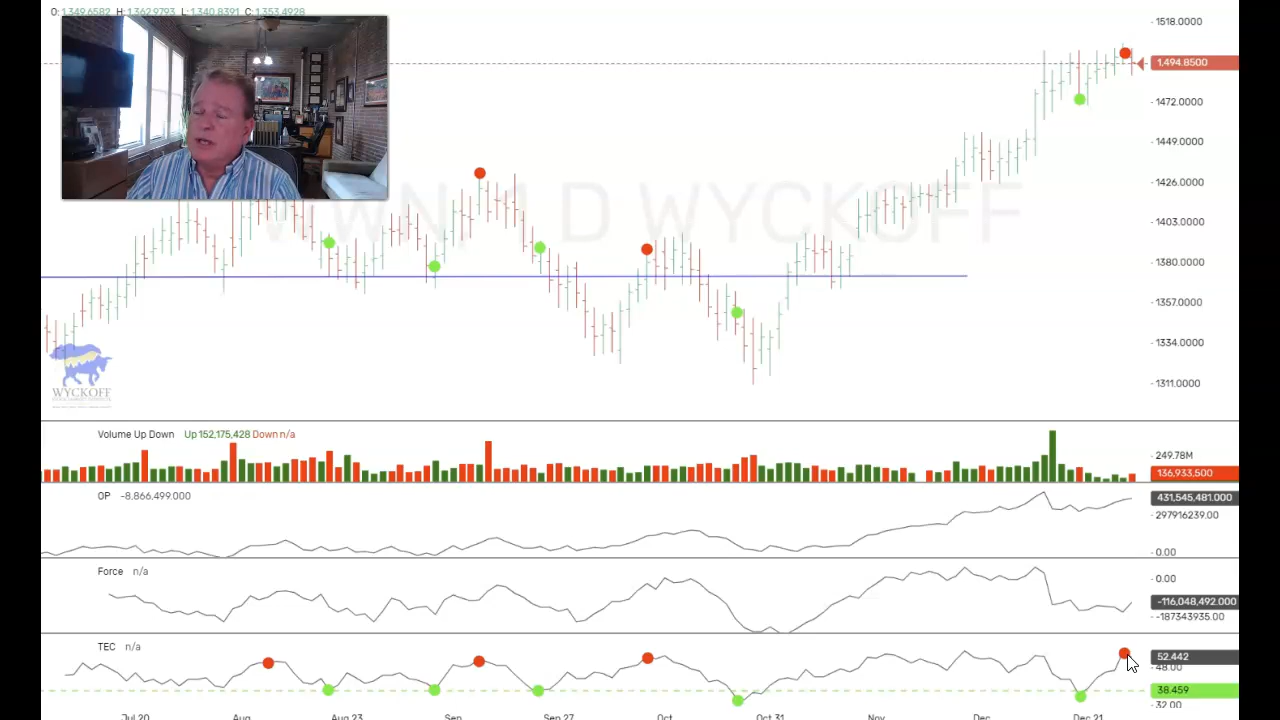 O: 1,349.6582 H: 1,362.9793 L: 1,340.8391 C: 1,353.4928
1518.0000
1,494.8500
1472.0000
1449.0000
1426.0000
1403.0000
1380.0000
1357.0000
1334.0000
1311.0000
D WYCKOFF
WYCKOFF
Volume Up Down Up 152,175,428 Down n/a
249.78M
136,933,500
OP -8,866,499.000
431,545,481.000
297916239.00
0.00
Force n/a
0.00
-116,048,492.000
-187343935.00
TEC n/a
52.442
48.00
38.459
32.00
Jul 20 Aug Aug 23 Sep Sep 27 Oct Oct 31 Nov Dec Dec 21